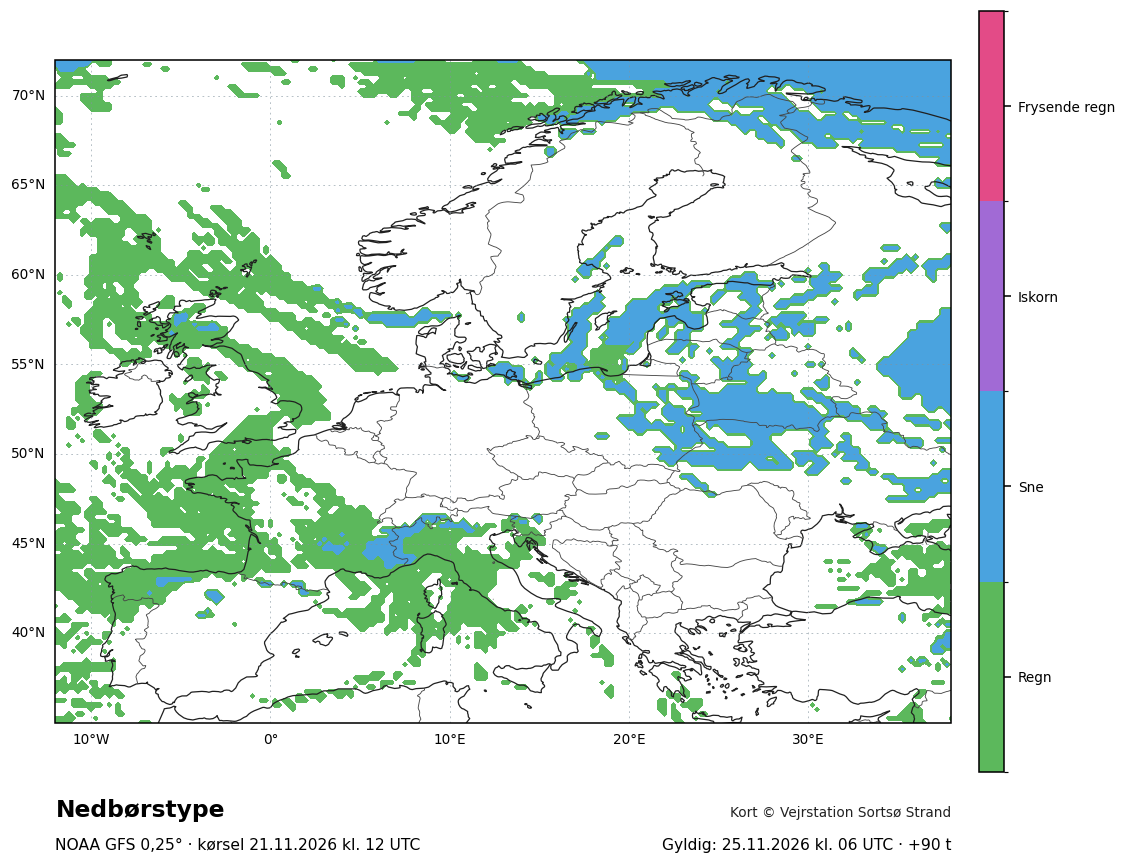 70°N
65°N
60°N
55°N
50°N
45°N
40°N
10°W
0°
10°E
20°E
30°E
Frysende regn
Iskorn
Sne
Regn
Nedbørstype
Kort © Vejrstation Sortsø Strand
NOAA GFS 0,25° · kørsel 21.11.2026 kl. 12 UTC
Gyldig: 25.11.2026 kl. 06 UTC · +90 t